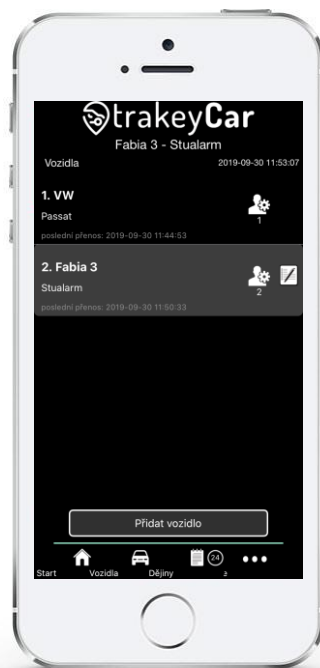 trakeyCar
Fabia 3 - Stualarm
Vozidla 2019-09-30 11:53:07
1. VW
Passat 1
poslední přenos: 2019-09-30 11:44:53
2. Fabia 3
Stualarm 2
poslední přenos: 2019-09-30 11:50:33
Přidat vozidlo
24
Start Vozidla Dějiny e